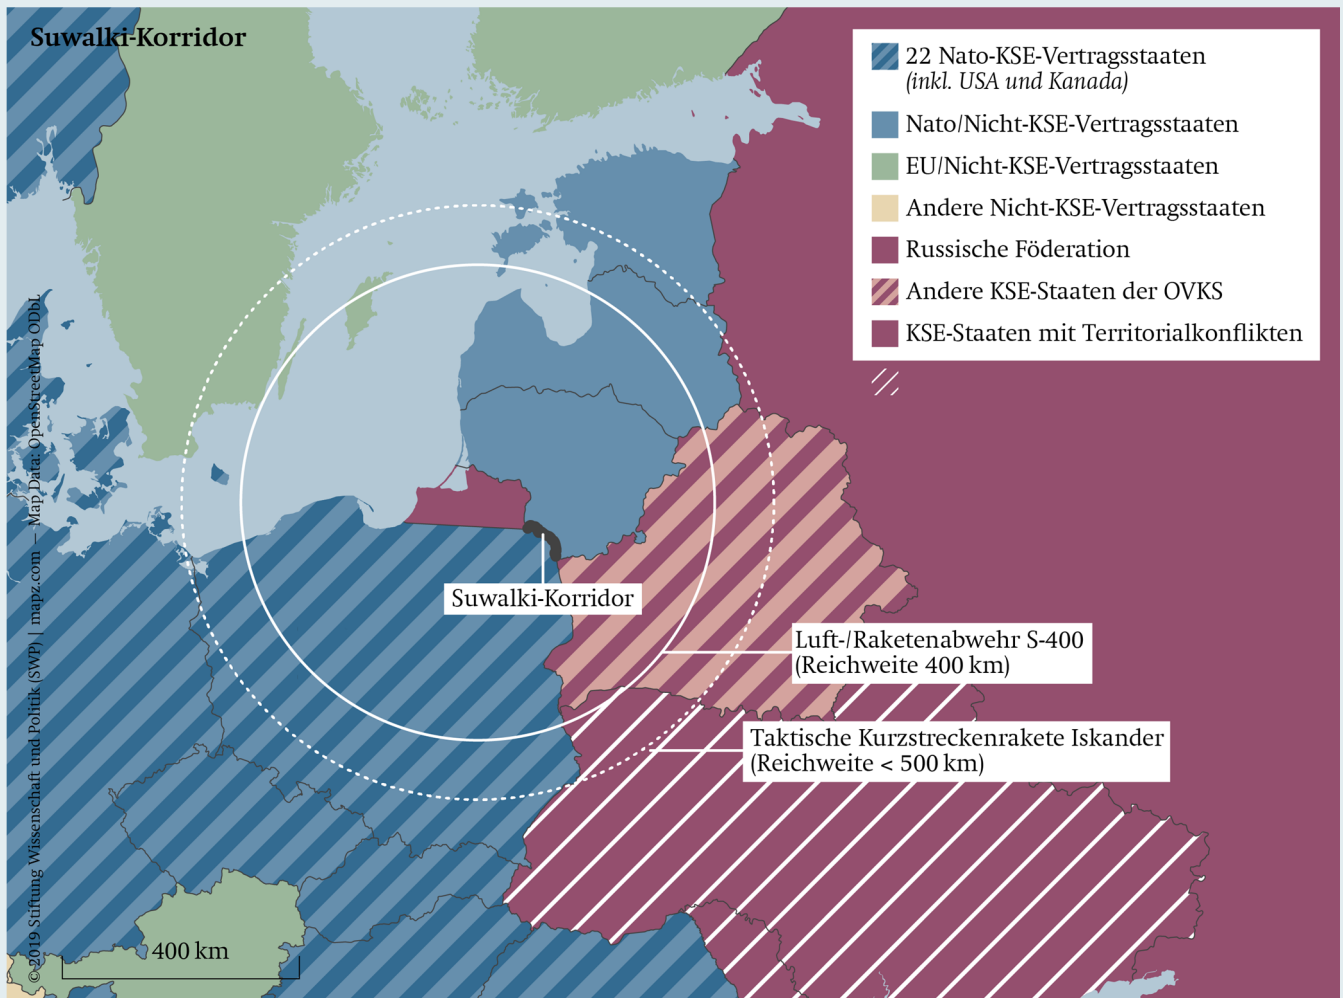 Suwalki-Korridor
22 Nato-KSE-Vertragsstaaten
(inkl. USA und Kanada)
Nato/Nicht-KSE-Vertragsstaaten
EU/Nicht-KSE-Vertragsstaaten
Andere Nicht-KSE-Vertragsstaaten
Russische Föderation
Andere KSE-Staaten der OVKS
KSE-Staaten mit Territorialkonflikten
Suwalki-Korridor
Luft-/Raketenabwehr S-400
(Reichweite 400 km)
Taktische Kurzstreckenrakete Iskander
(Reichweite < 500 km)
400 km
© 2019 Stiftung Wissenschaft und Politik (SWP) | mapz.com — Map Data: OpenStreetMap ODbL